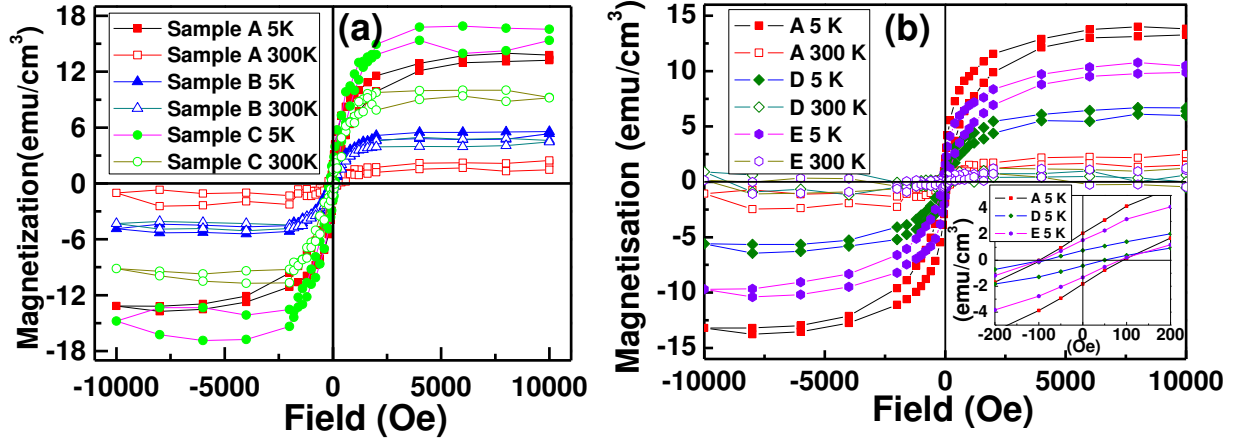 (a)
Sample A 5K
Sample A 300K
Sample B 5K
Sample B 300K
Sample C 5K
Sample C 300K
18
12
6
0
-6
-12
-18
-10000 -5000 0 5000 10000
Magnetization(emu/cm³)
Field (Oe)
(b)
A 5 K
A 300 K
D 5 K
D 300 K
E 5 K
E 300 K
15
10
5
0
-5
-10
-15
-10000 -5000 0 5000 10000
Magnetisation (emu/cm³)
Field (Oe)
A 5 K
D 5 K
E 5 K
4
2
0
-2
-4
-200 -100 0 100 200
(emu/cm³)
(Oe)